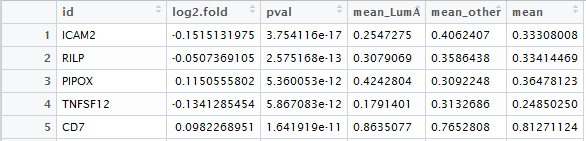 id log2.fold pval mean_LumA mean_other mean
1 ICAM2 -0.1515131975 3.754116e-17 0.2547275 0.4062407 0.33308008
2 RILP -0.0507369105 2.575168e-13 0.3079069 0.3586438 0.33414469
3 PIPOX 0.1150555802 5.360053e-12 0.4242804 0.3092248 0.36478123
4 TNFSF12 -0.1341285454 5.867083e-12 0.1791401 0.3132686 0.24850250
5 CD7 0.0982268951 1.641919e-11 0.8635077 0.7652808 0.81271124